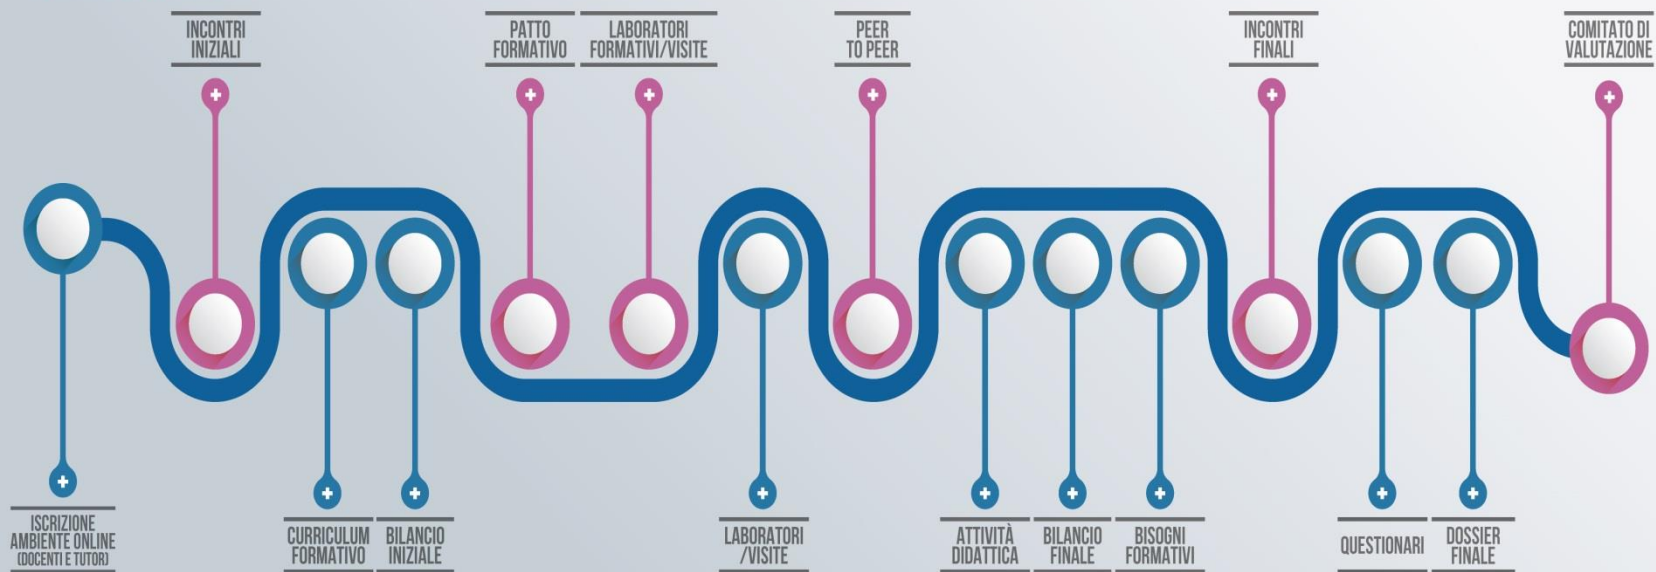 INCONTRI
INIZIALI
PATTO
FORMATIVO
LABORATORI
FORMATIVI/VISITE
PEER
TO PEER
INCONTRI
FINALI
COMITATO DI
VALUTAZIONE
ISCRIZIONE
AMBIENTE ONLINE
(DOCENTI E TUTOR)
CURRICULUM
FORMATIVO
BILANCIO
INIZIALE
LABORATORI
/VISITE
ATTIVITÀ
DIDATTICA
BILANCIO
FINALE
BISOGNI
FORMATIVI
QUESTIONARI
DOSSIER
FINALE